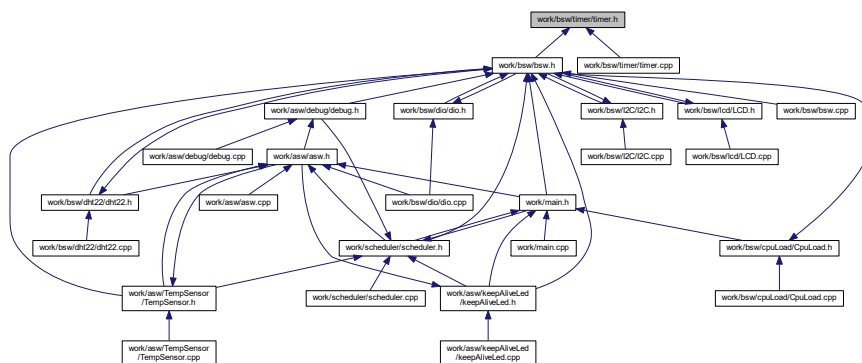 work/bsw/timer/timer.h
work/bsw/bsw.h
work/bsw/timer/timer.cpp
work/asw/debug/debug.h
work/bsw/dio/dio.h
work/bsw/I2C/I2C.h
work/bsw/lcd/LCD.h
work/bsw/bsw.cpp
work/asw/debug/debug.cpp
work/asw/asw.h
work/bsw/I2C/I2C.cpp
work/bsw/lcd/LCD.cpp
work/bsw/dht22/dht22.h
work/asw/asw.cpp
work/bsw/dio/dio.cpp
work/main.h
work/bsw/dht22/dht22.cpp
work/scheduler/scheduler.h
work/main.cpp
work/bsw/cpuLoad/CpuLoad.h
work/asw/TempSensor
/TempSensor.h
work/scheduler/scheduler.cpp
work/asw/keepAliveLed
/keepAliveLed.h
work/bsw/cpuLoad/CpuLoad.cpp
work/asw/TempSensor
/TempSensor.cpp
work/asw/keepAliveLed
/keepAliveLed.cpp